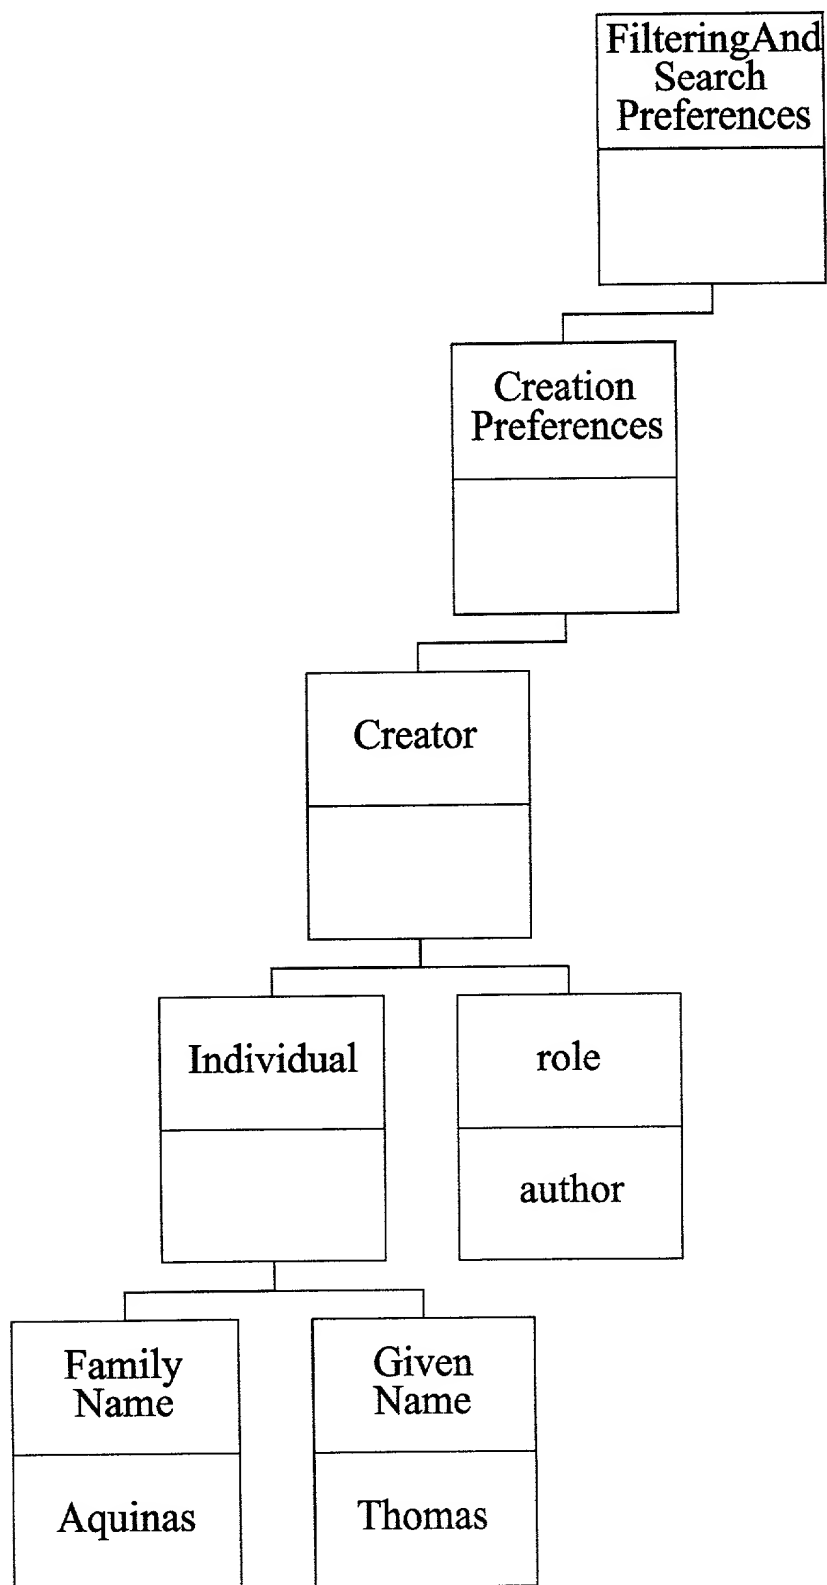 FilteringAnd
Search
Preferences
Creation
Preferences
Creator
Individual
role
author
Family
Name
Given
Name
Aquinas
Thomas